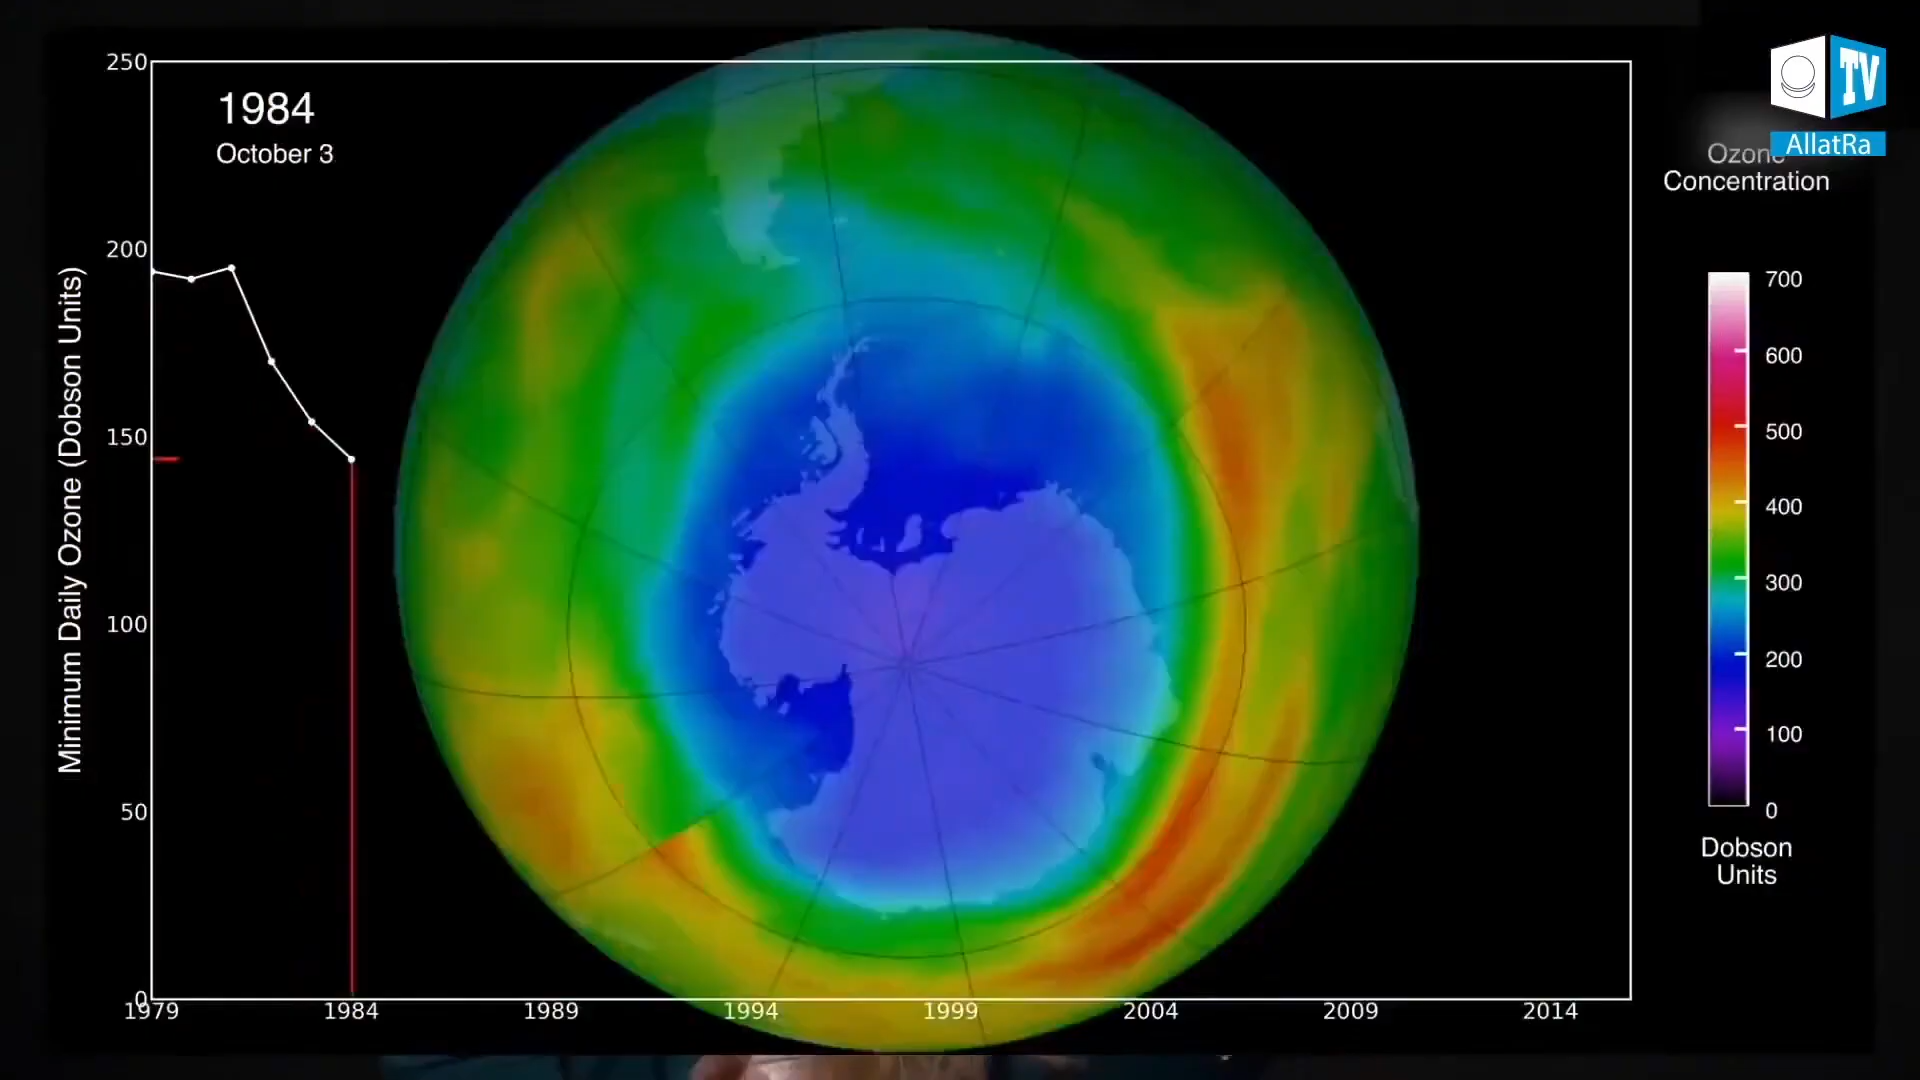 250
1984
October 3
200
150
100
50
0
Minimum Daily Ozone (Dobson Units)
1979
1984
1989
1994
1999
2004
2009
2014
TV
AllatRa
Ozone
Concentration
700
600
500
400
300
200
100
0
Dobson
Units